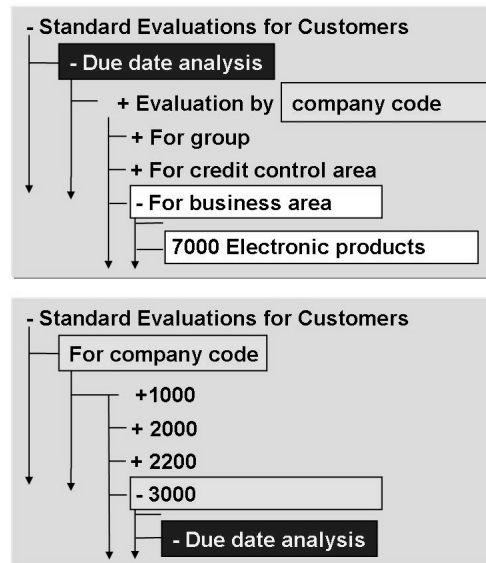 - Standard Evaluations for Customers
- Due date analysis
+ Evaluation by company code
+ For group
+ For credit control area
- For business area
7000 Electronic products
- Standard Evaluations for Customers
For company code
+1000
+ 2000
+ 2200
- 3000
- Due date analysis